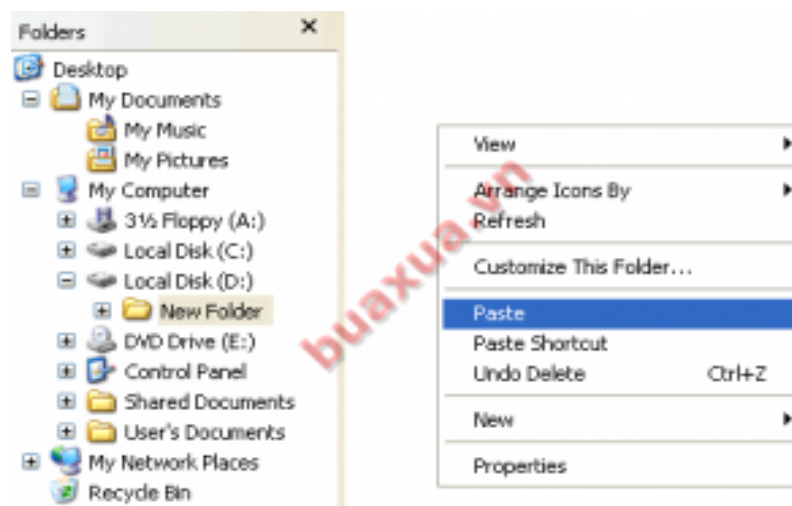 Folders
Desktop
My Documents
My Music
My Pictures
My Computer
3½ Floppy (A:)
Local Disk (C:)
Local Disk (D:)
New Folder
DVD Drive (E:)
Control Panel
Shared Documents
User's Documents
My Network Places
Recycle Bin
View
Arrange Icons By
Refresh
Customize This Folder...
Paste
Paste Shortcut
Undo Delete Ctrl+Z
New
Properties
buaxua.vn